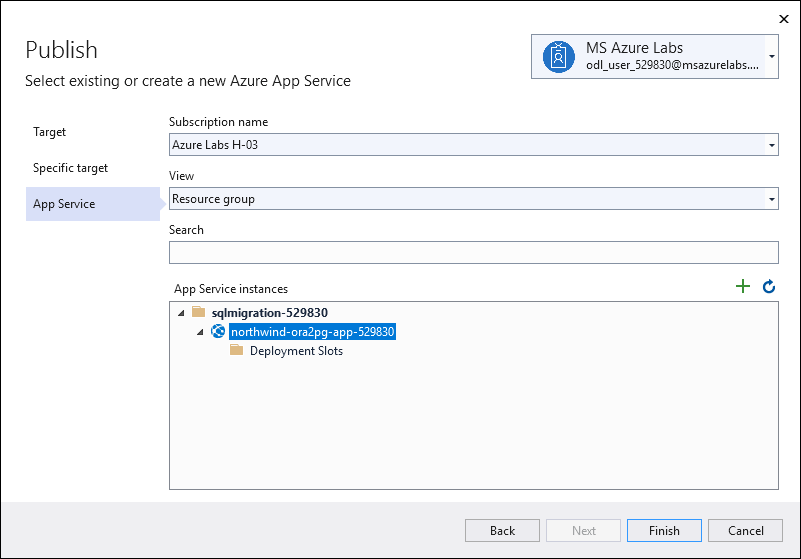 Publish
Select existing or create a new Azure App Service
MS Azure Labs
odl_user_529830@msazurelabs....
Target
Specific target
App Service
Subscription name
Azure Labs H-03
View
Resource group
Search
App Service instances
sqlmigration-529830
northwind-ora2pg-app-529830
Deployment Slots
Back
Next
Finish
Cancel